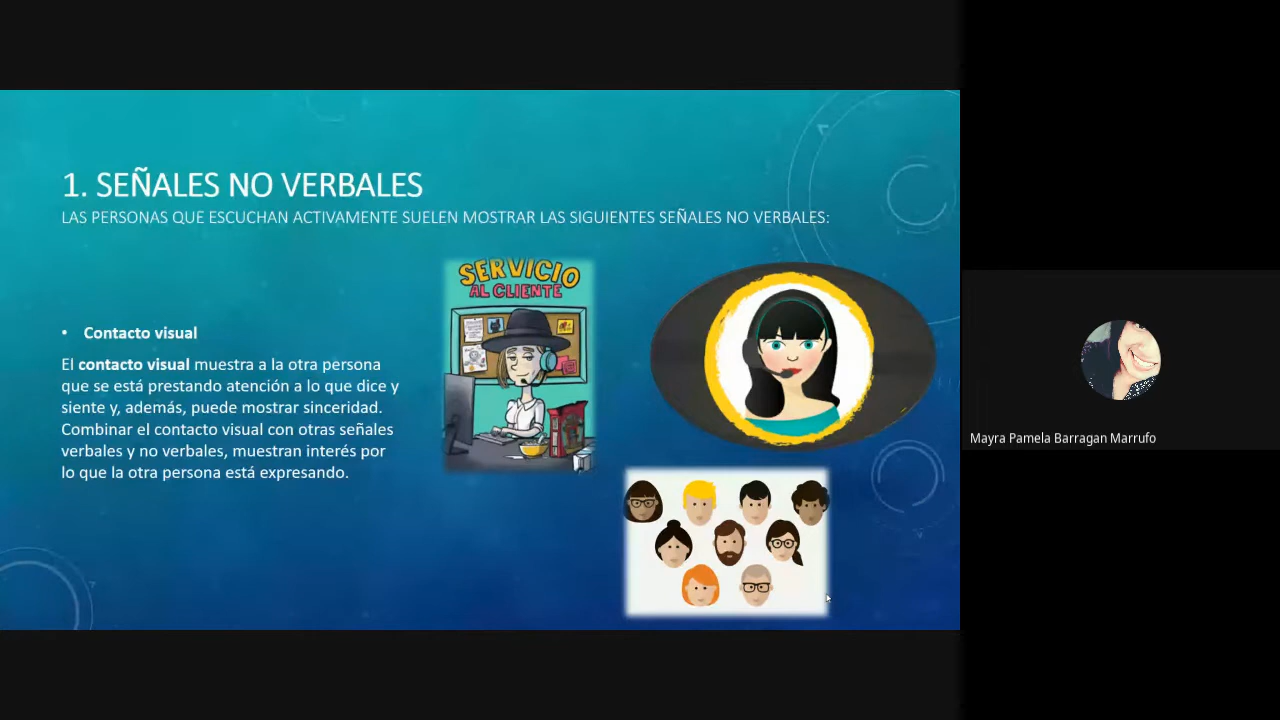 1. SEÑALES NO VERBALES
LAS PERSONAS QUE ESCUCHAN ACTIVAMENTE SUELEN MOSTRAR LAS SIGUIENTES SEÑALES NO VERBALES:
• Contacto visual
El contacto visual muestra a la otra persona
que se está prestando atención a lo que dice y
siente y, además, puede mostrar sinceridad.
Combinar el contacto visual con otras señales
verbales y no verbales, muestran interés por
lo que la otra persona está expresando.
SERVICIO
AL CLIENTE
Mayra Pamela Barragan Marrufo